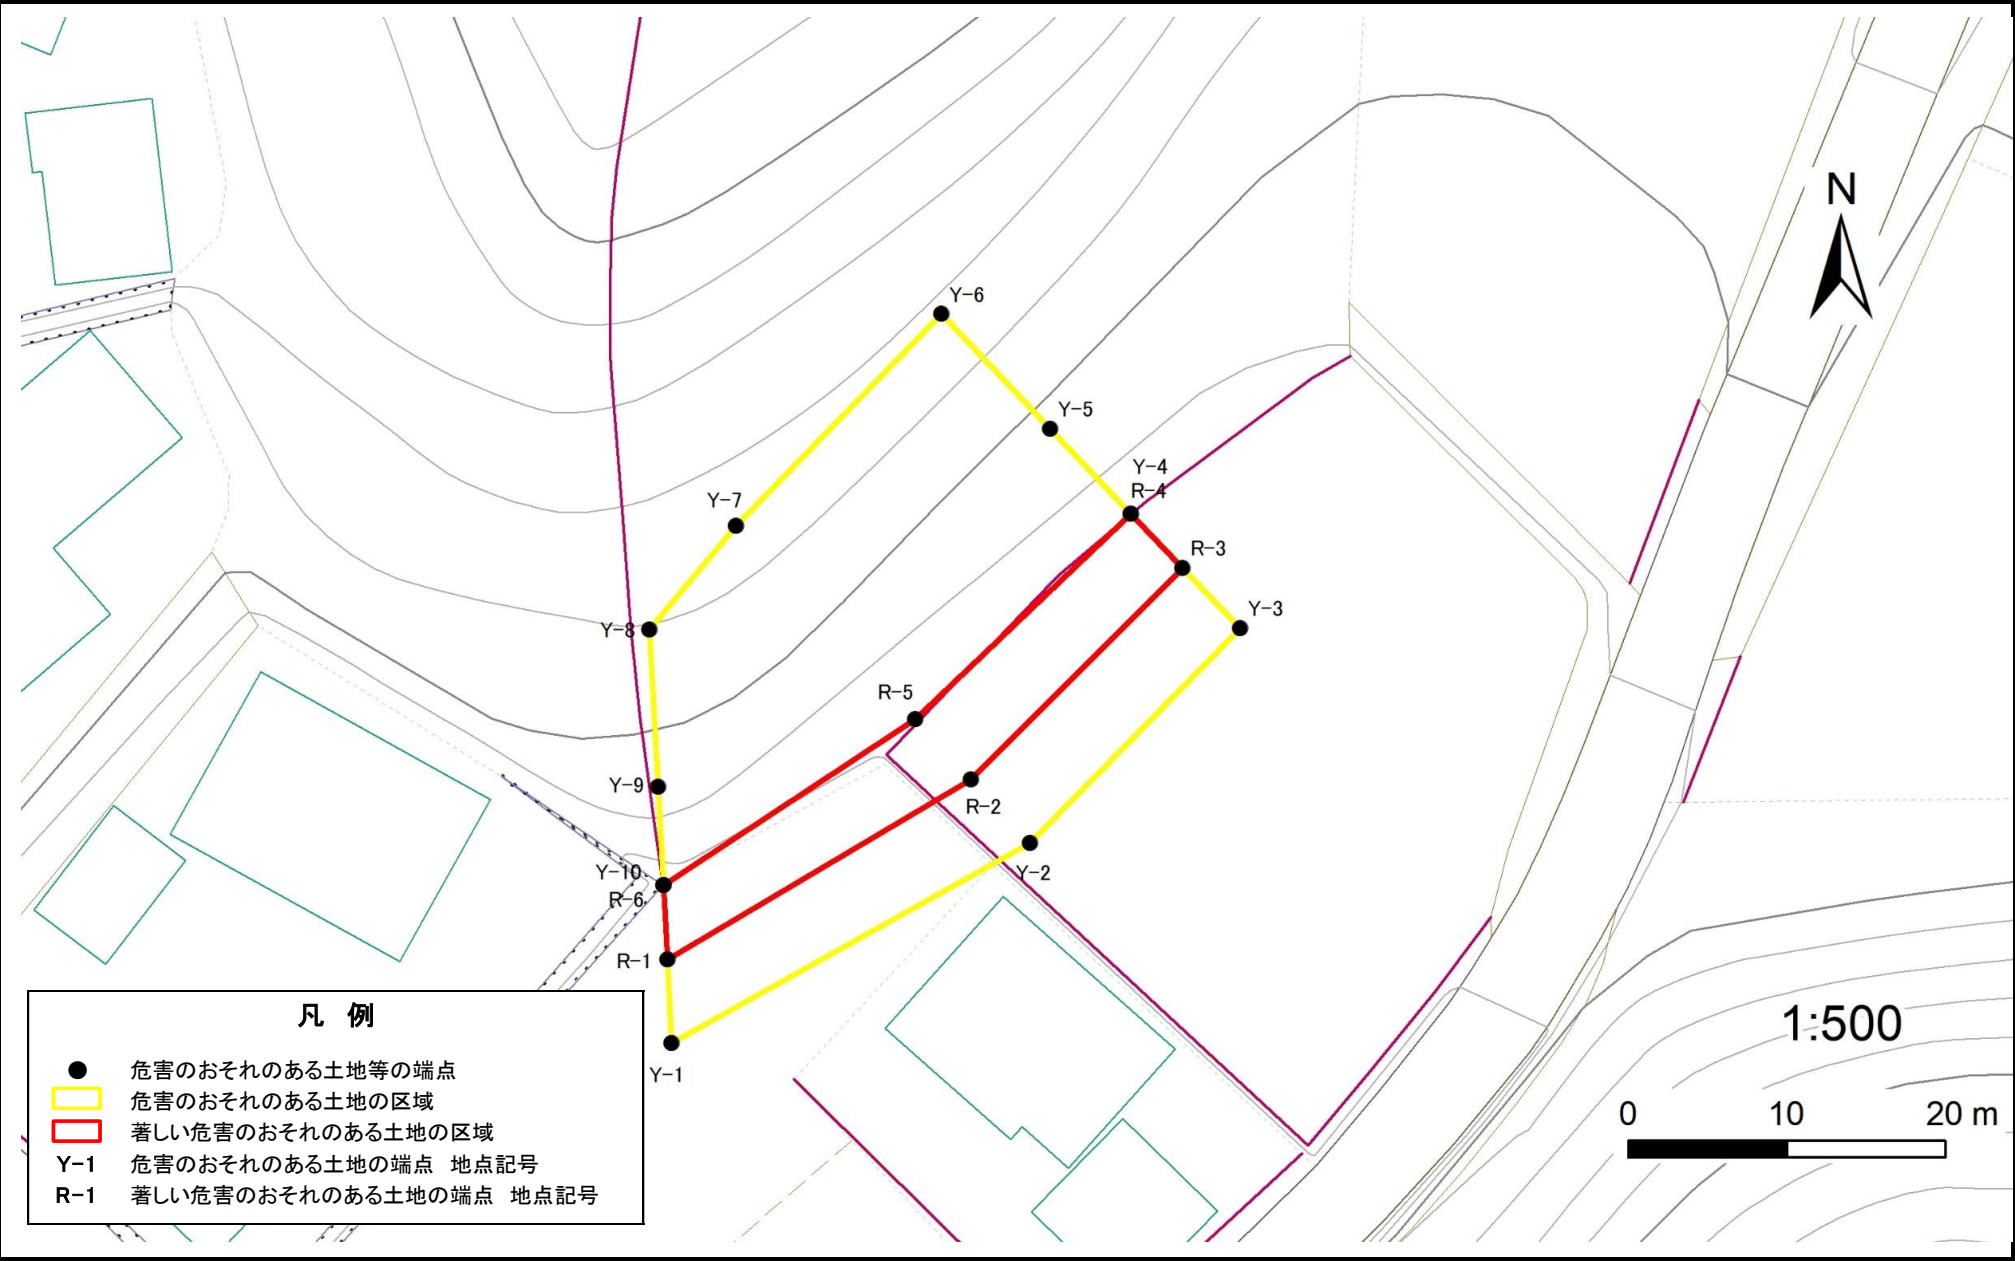 N
Y-6
Y-5
Y-4
R-4
Y-7
R-3
Y-3
Y-8
R-5
Y-9
R-2
Y-2
Y-10
R-6
R-1
Y-1
凡 例
危害のおそれのある土地等の端点
危害のおそれのある土地の区域
著しい危害のおそれのある土地の区域
Y-1 危害のおそれのある土地の端点 地点記号
R-1 著しい危害のおそれのある土地の端点 地点記号
1:500
0 10 20 m